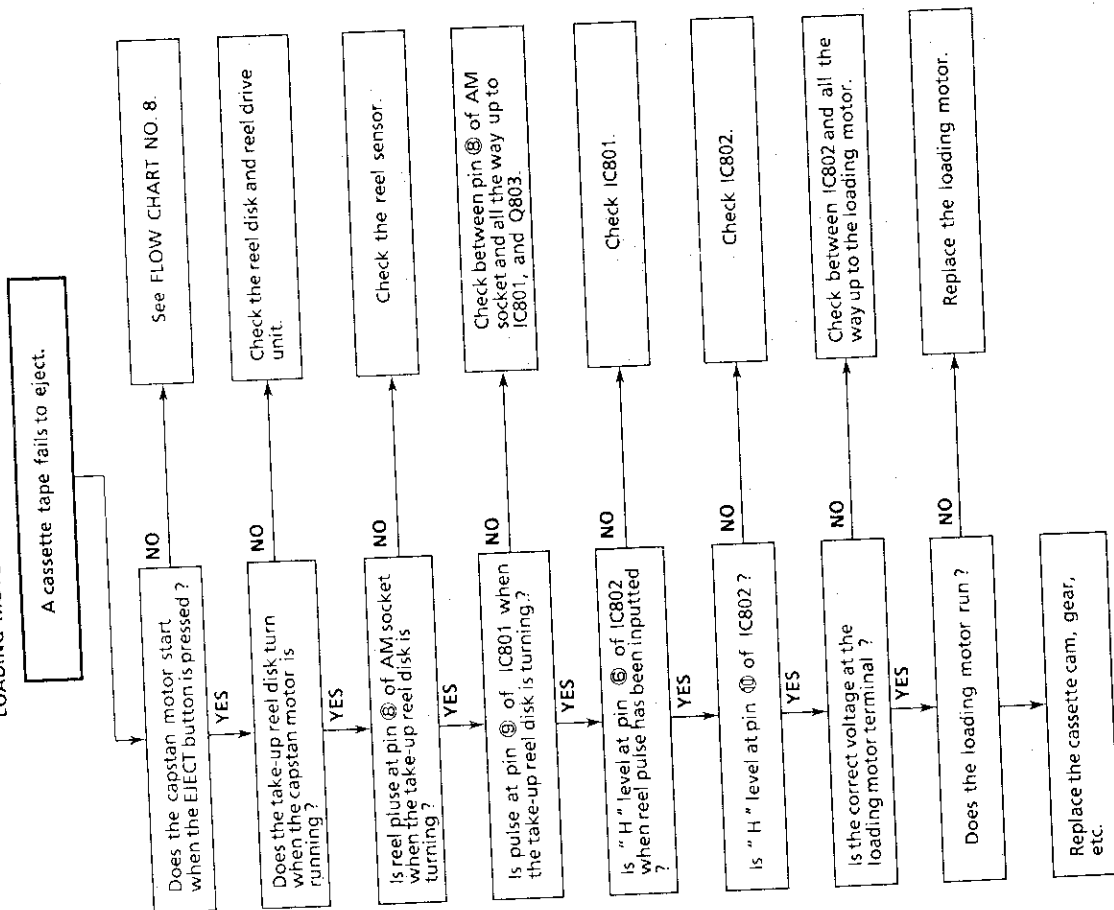 LOADING
A cassette tape fails to eject.
Does the capstan motor start
when the EJECT button is pressed ?
NO
See FLOW CHART NO. 8.
YES
Does the take-up reel disk turn
when the capstan motor is
running ?
NO
Check the reel disk and reel drive
unit.
YES
Is reel pluse at pin ⑧ of AM socket
when the take-up reel disk is
turning ?
NO
Check the reel sensor.
YES
Is pulse at pin ⑨ of IC801 when
the take-up reel disk is turning.?
NO
Check between pin ⑧ of AM
socket and all the way up to
IC801, and Q803.
YES
Is "H" level at pin ⑥ of IC802
when reel pulse has been inputted
?
NO
Check IC801.
YES
Is "H" level at pin ⑩ of IC802 ?
NO
Check IC802.
YES
Is the correct voltage at the
loading motor terminal ?
NO
Check between IC802 and all the
way up to the loading motor.
YES
Does the loading motor run ?
NO
Replace the loading motor.
Replace the cassette cam, gear,
etc.